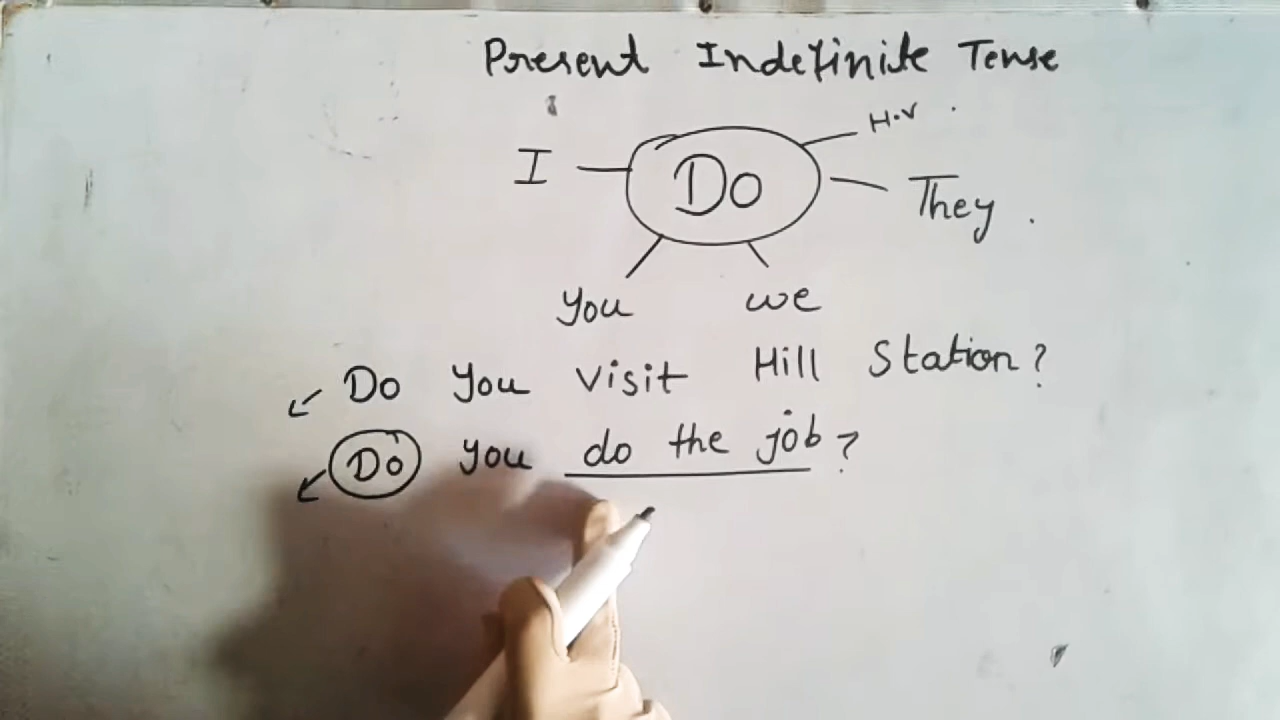 Present Indefinite Tense
H.V
I Do They
You we
Do you visit Hill Station?
Do you do the job?